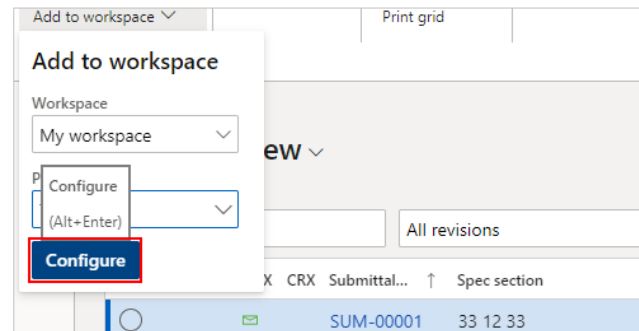 Add to workspace
Print grid
Add to workspace
Workspace
My workspace
ew
P
Configure
(Alt+Enter)
All revisions
Configure
X CRX Submittal... ↑ Spec section
SUM-00001 33 12 33